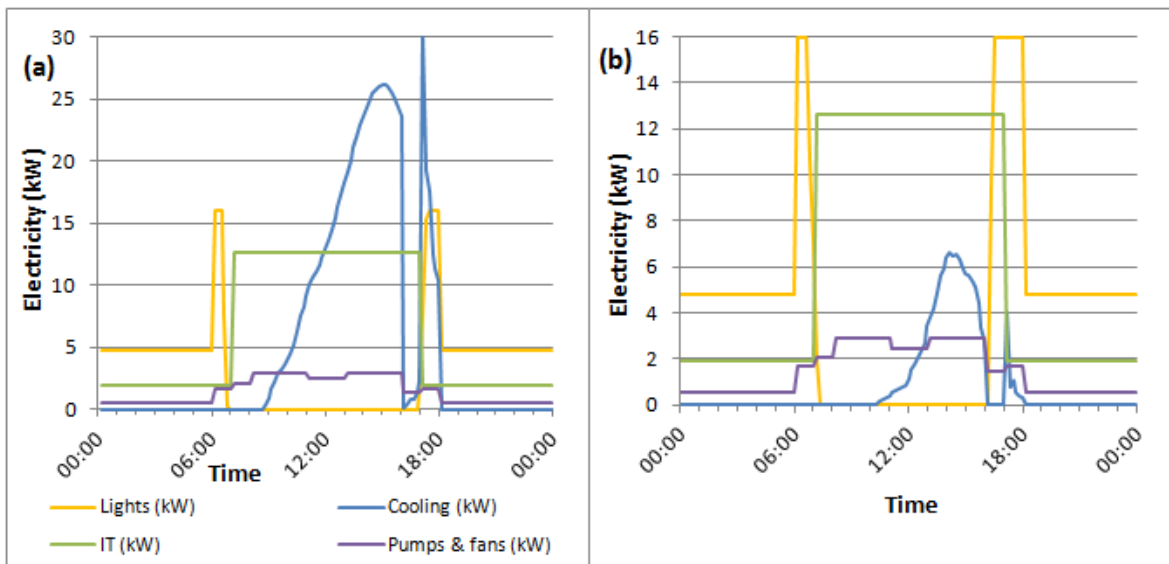 (a)
Electricity (kW)
30
25
20
15
10
5
0
00:00
06:00
12:00
18:00
00:00
Time
Lights (kW)
Cooling (kW)
IT (kW)
Pumps & fans (kW)
(b)
Electricity (kW)
16
14
12
10
8
6
4
2
0
00:00
06:00
12:00
18:00
00:00
Time